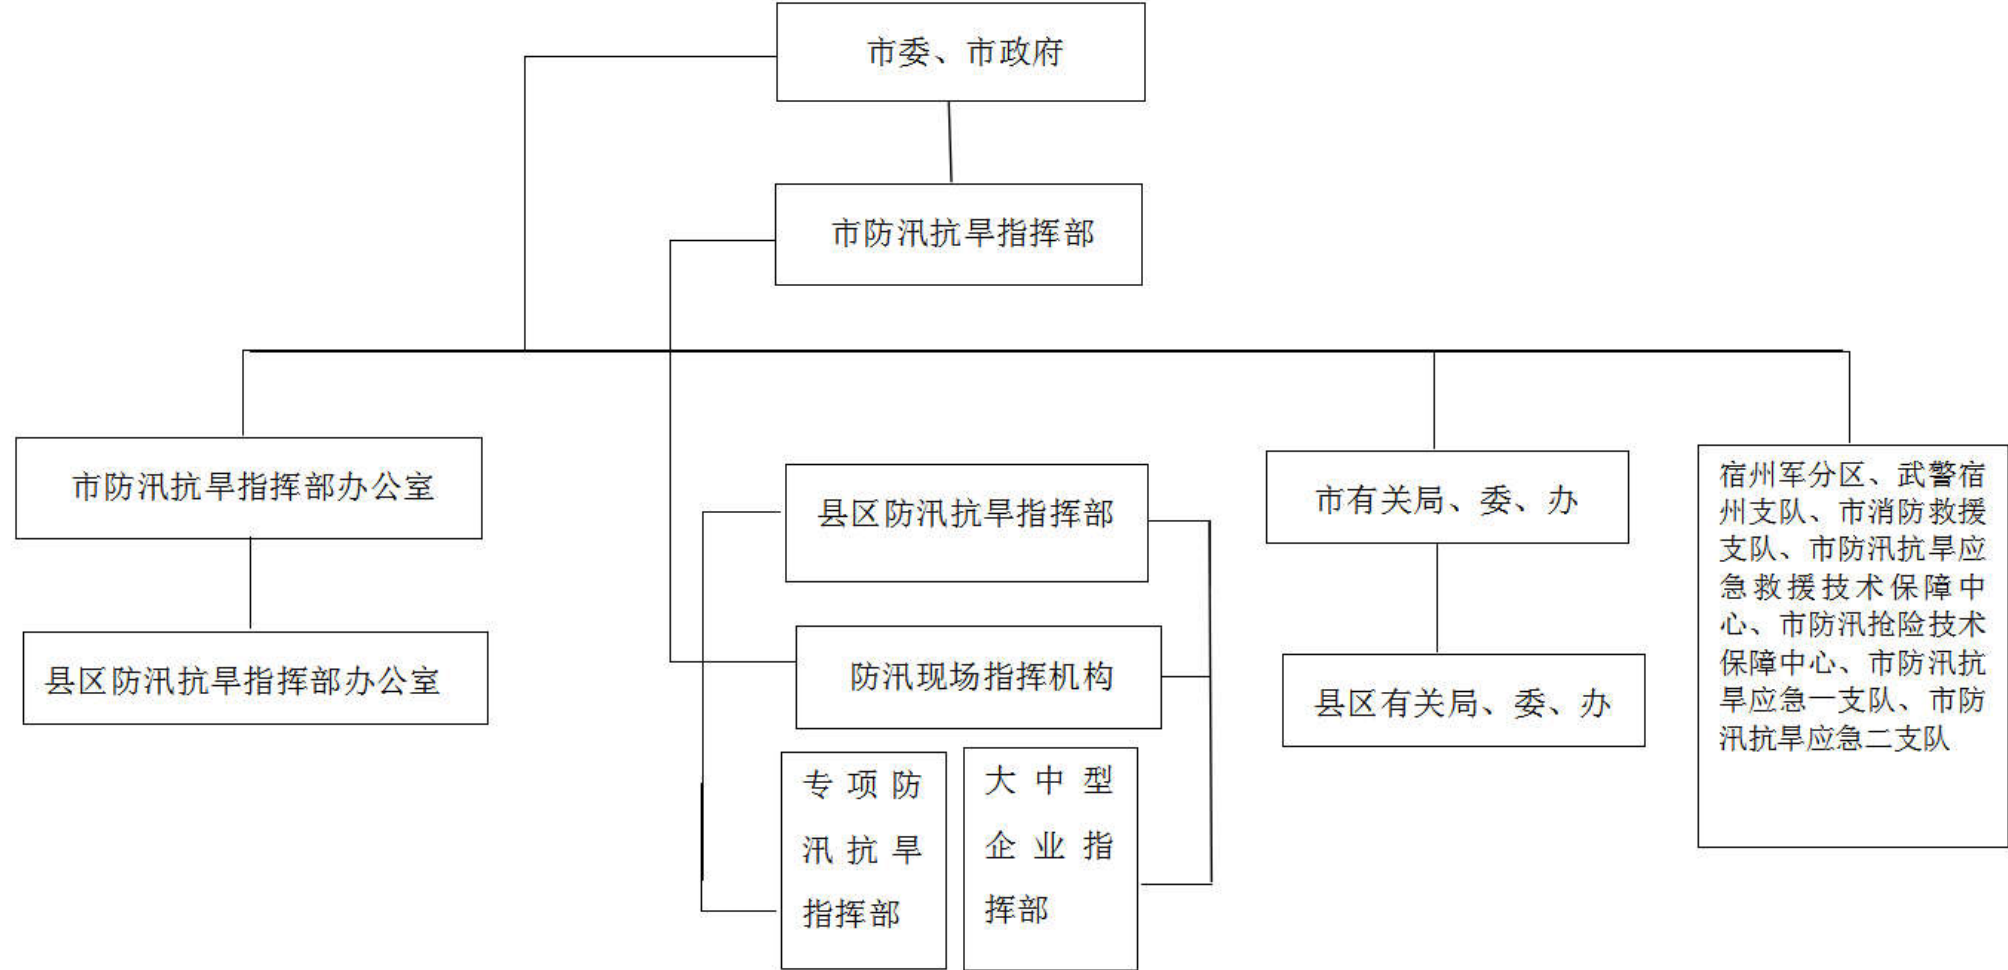 市委、市政府
市防汛抗旱指挥部
市防汛抗旱指挥部办公室
县区防汛抗旱指挥部办公室
县区防汛抗旱指挥部
防汛现场指挥机构
专项防
汛抗旱
指挥部
大中型
企业指
挥部
市有关局、委、办
县区有关局、委、办
宿州军分区、武警宿
州支队、市消防救援
支队、市防汛抗旱应
急救援技术保障中
心、市防汛抢险技术
保障中心、市防汛抗
旱应急一支队、市防
汛抗旱应急二支队